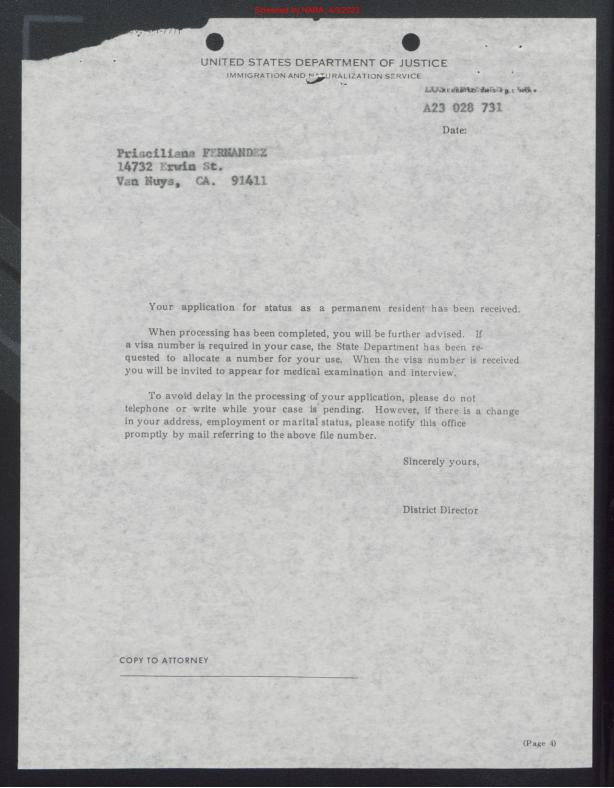 Screened by NARA, 4/3/2023
UNITED STATES DEPARTMENT OF JUSTICE
IMMIGRATION AND NATURALIZATION SERVICE
A23 028 731
Date:
Prisciliana FERNANDEZ
14732 Erwin St.
Van Nuys, CA. 91411
Your application for status as a permanent resident has been received.
When processing has been completed, you will be further advised. If
a visa number is required in your case, the State Department has been re-
quested to allocate a number for your use. When the visa number is received
you will be invited to appear for medical examination and interview.
To avoid delay in the processing of your application, please do not
telephone or write while your case is pending. However, if there is a change
in your address, employment or marital status, please notify this office
promptly by mail referring to the above file number.
Sincerely yours,
District Director
COPY TO ATTORNEY
(Page 4)